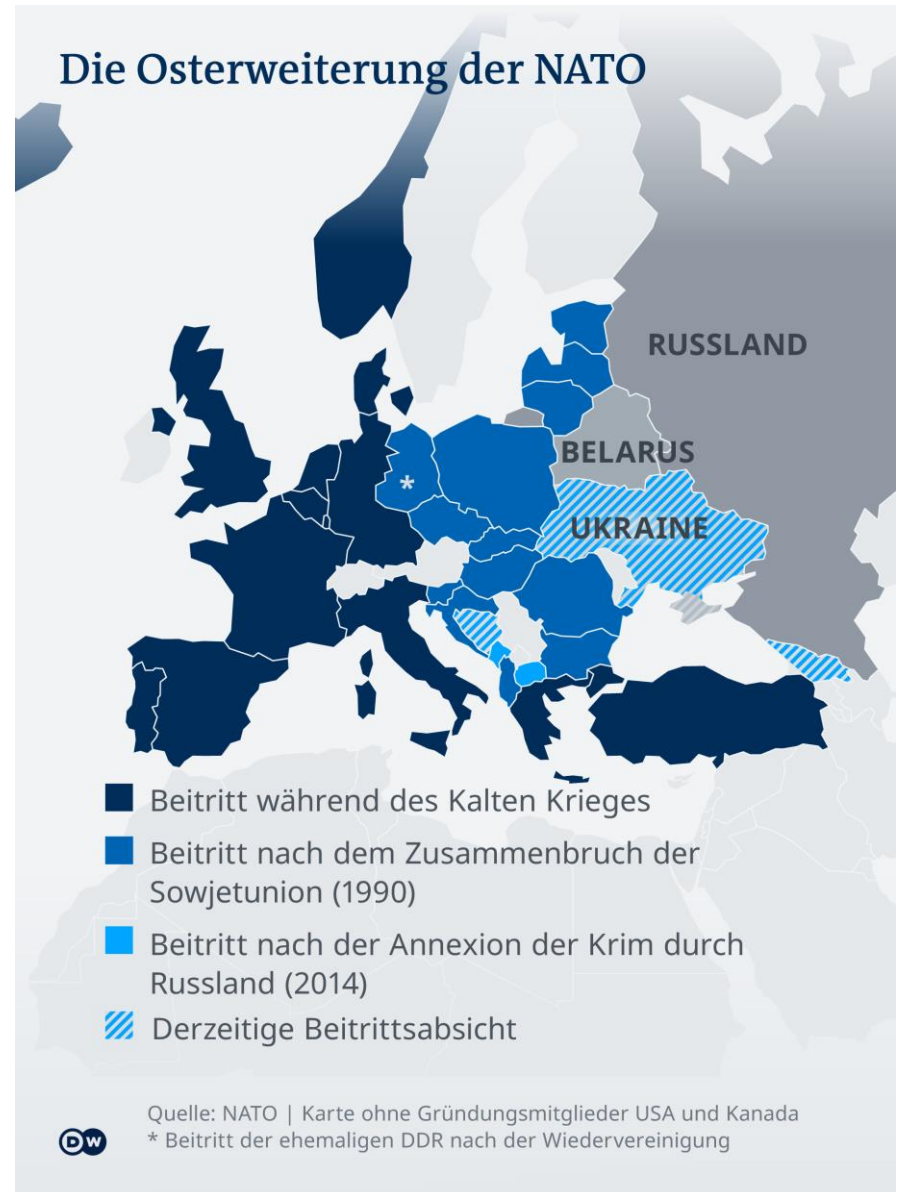 Die Osterweiterung der NATO
RUSSLAND
BELARUS
*
UKRAINE
Beitritt während des Kalten Krieges
Beitritt nach dem Zusammenbruch der
Sowjetunion (1990)
Beitritt nach der Annexion der Krim durch
Russland (2014)
Derzeitige Beitrittsabsicht
Quelle: NATO | Karte ohne Gründungsmitglieder USA und Kanada
* Beitritt der ehemaligen DDR nach der Wiedervereinigung
DW